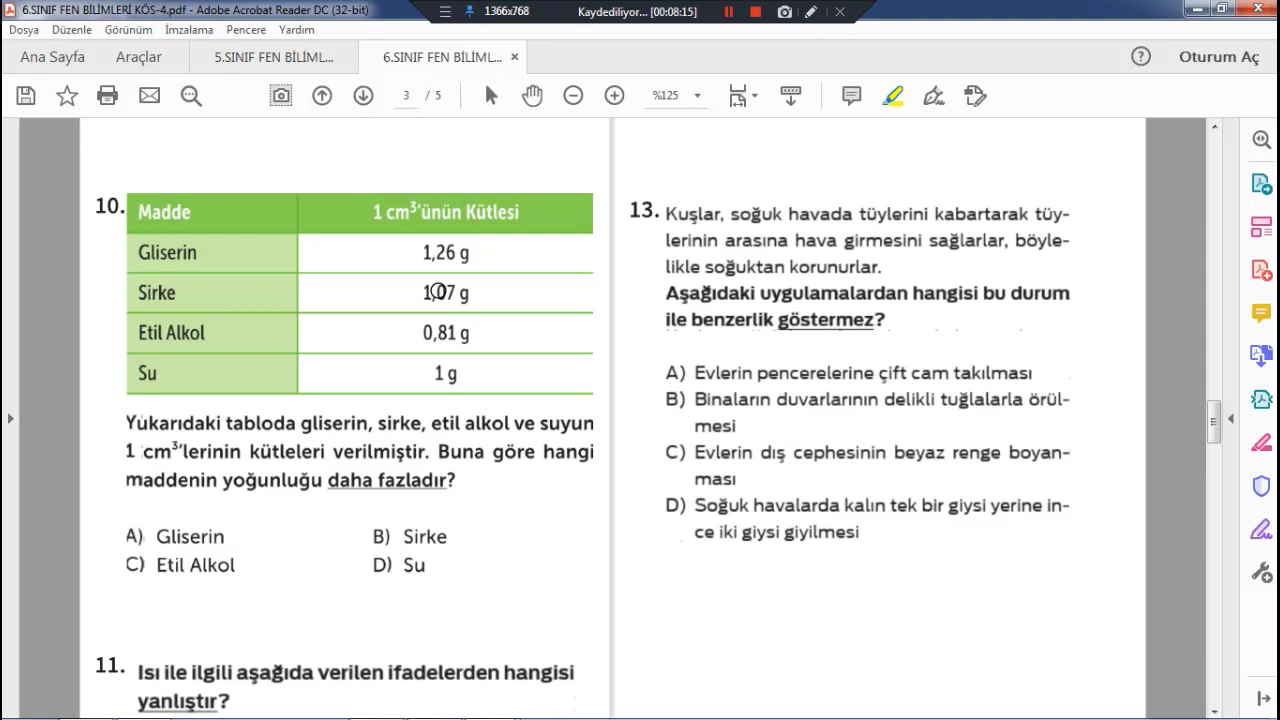 6.SINIF FEN BİLİMLERİ KÖS-4.pdf - Adobe Acrobat Reader DC (32-bit)
1366x768
Kaydediliyor... [00:08:15]
Dosya Düzenle Görünüm İmzalama Pencere Yardım
Ana Sayfa Araçlar 5.SINIF FEN BİLİML... 6.SINIF FEN BİLİML... Oturum Aç
3 / 5 %125
10.
Madde 1 cm³'ünün Kütlesi
Gliserin 1,26 g
Sirke 1,07 g
Etil Alkol 0,81 g
Su 1 g
Yukarıdaki tabloda gliserin, sirke, etil alkol ve suyun
1 cm³'lerinin kütleleri verilmiştir. Buna göre hangi
maddenin yoğunluğu daha fazladır?
A) Gliserin B) Sirke
C) Etil Alkol D) Su
11. Isı ile ilgili aşağıda verilen ifadelerden hangisi
yanlıştır?
13. Kuşlar, soğuk havada tüylerini kabartarak tüy-
lerinin arasına hava girmesini sağlarlar, böyle-
likle soğuktan korunurlar.
Aşağıdaki uygulamalardan hangisi bu durum
ile benzerlik göstermez?
A) Evlerin pencerelerine çift cam takılması
B) Binaların duvarlarının delikli tuğlalarla örül-
mesi
C) Evlerin dış cephesinin beyaz renge boyan-
ması
D) Soğuk havalarda kalın tek bir giysi yerine in-
ce iki giysi giyilmesi